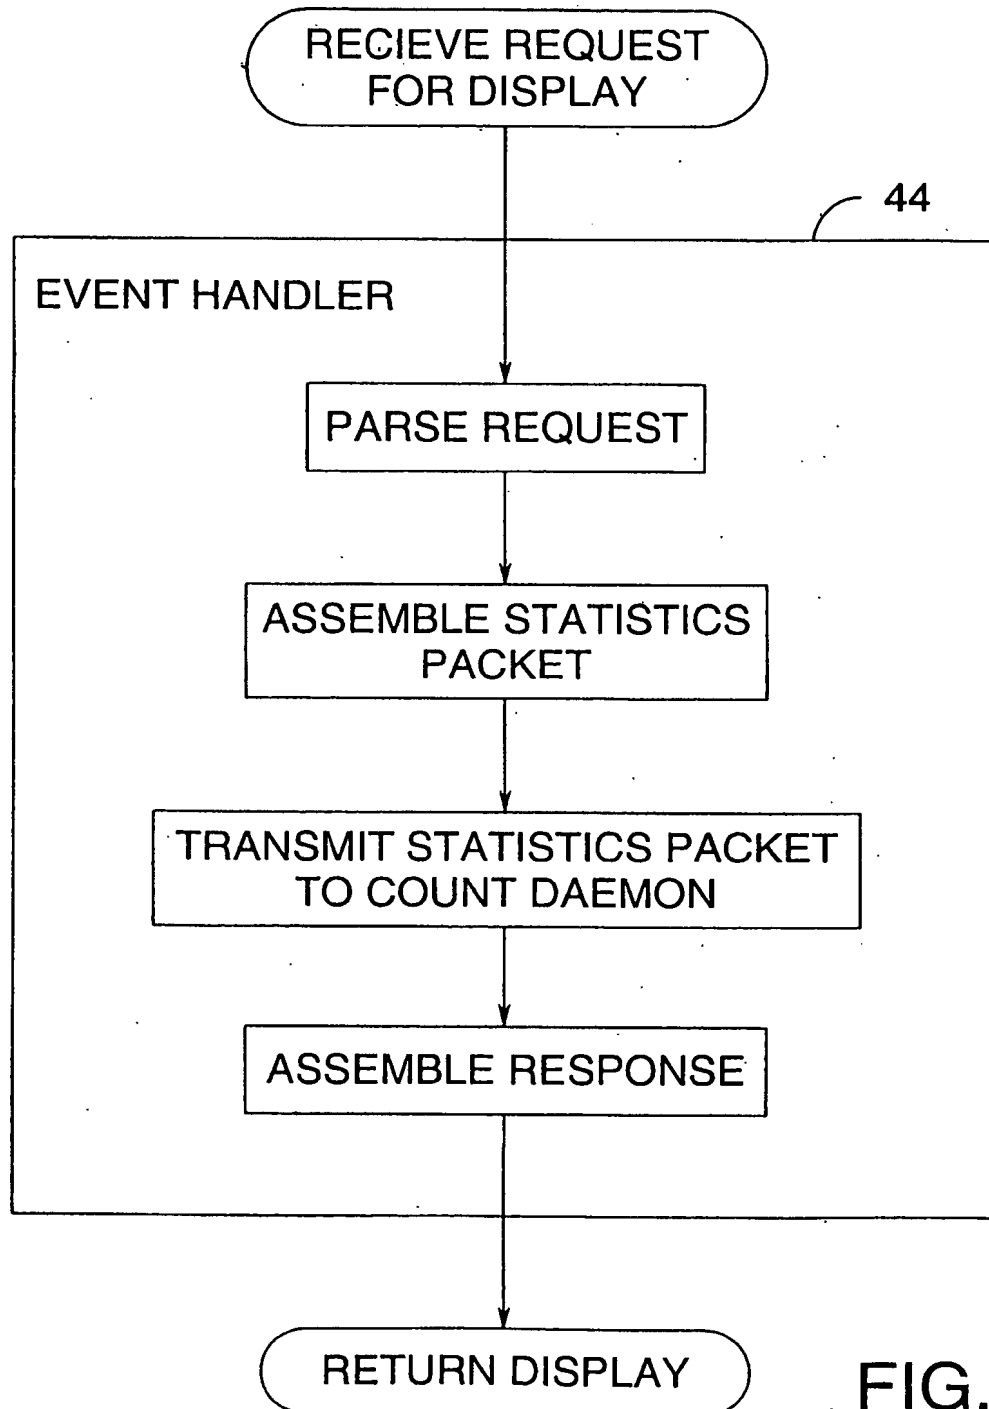 RECIEVE REQUEST
FOR DISPLAY
44
EVENT HANDLER
PARSE REQUEST
ASSEMBLE STATISTICS
PACKET
TRANSMIT STATISTICS PACKET
TO COUNT DAEMON
ASSEMBLE RESPONSE
RETURN DISPLAY
FIG.